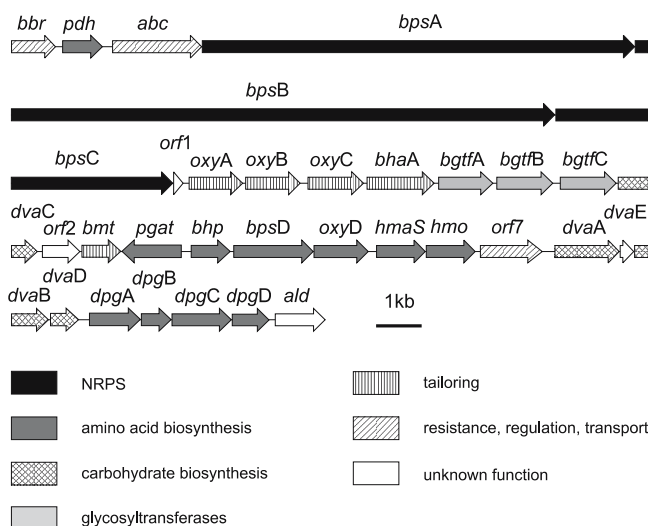 bbr pdh abc bpsA
bpsB
orf1
bpsC oxyA oxyB oxyC bhaA bgtfA bgtfB bgtfC
dvaC dvaE
orf2 bmt pgat bhp bpsD oxyD hmaS hmo orf7 dvaA
dvaD dpgB
dvaB dpgA dpgC dpgD ald 1kb
NRPS tailoring
amino acid biosynthesis resistance, regulation, transport
carbohydrate biosynthesis unknown function
glycosyltransferases